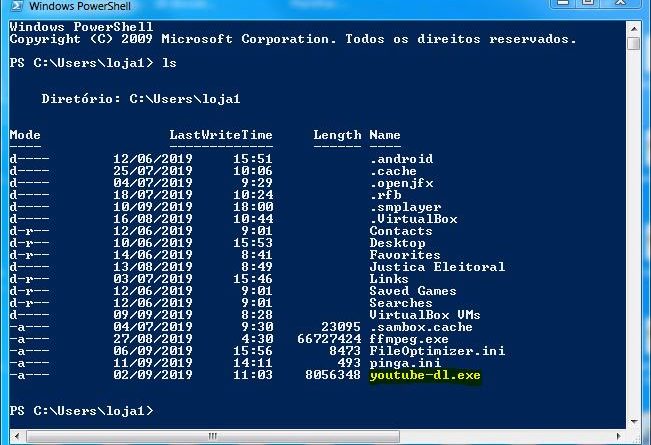 Windows PowerShell
Windows PowerShell
Copyright (C) 2009 Microsoft Corporation. Todos os direitos reservados.
PS C:\Users\loja1> ls
Diretório: C:\Users\loja1
Mode LastWriteTime Length Name
---- ------------- ------ ----
d---- 12/06/2019 15:51 .android
d---- 25/07/2019 10:06 .cache
d---- 04/07/2019 9:29 .openjfx
d---- 18/07/2019 10:24 .rfb
d---- 10/09/2019 18:00 .smplayer
d---- 16/08/2019 10:44 .VirtualBox
d-r-- 12/06/2019 9:01 Contacts
d-r-- 10/06/2019 15:53 Desktop
d-r-- 14/06/2019 8:41 Favorites
d---- 13/08/2019 8:49 Justica Eleitoral
d-r-- 03/07/2019 15:46 Links
d-r-- 12/06/2019 9:01 Saved Games
d-r-- 12/06/2019 9:01 Searches
d---- 09/09/2019 8:28 VirtualBox VMs
-a--- 04/07/2019 9:30 23095 .sambox.cache
-a--- 27/08/2019 4:30 66727424 ffmpeg.exe
-a--- 06/09/2019 15:56 8473 FileOptimizer.ini
-a--- 11/09/2019 14:11 493 pinga.ini
-a--- 02/09/2019 11:03 8056348 youtube-dl.exe
PS C:\Users\loja1>